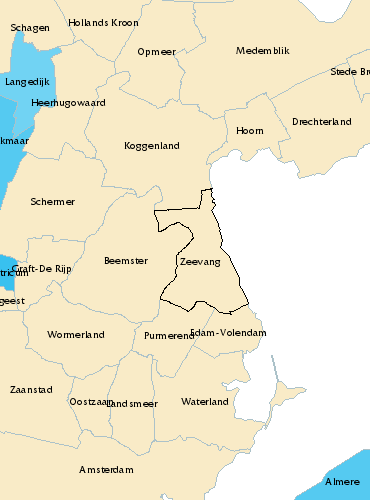 Schagen
Hollands Kroon
Opmeer
Medemblik
Langedijk
Stede Br
Heerhugowaard
Drechterland
Hoorn
kmaar
Koggenland
Schermer
Beemster
Zeevang
Graft-De Rijp
tricum
geest
Wormerland
Purmerend
Edam-Volendam
Zaanstad
Oostzaan
Landsmeer
Waterland
Amsterdam
Almere